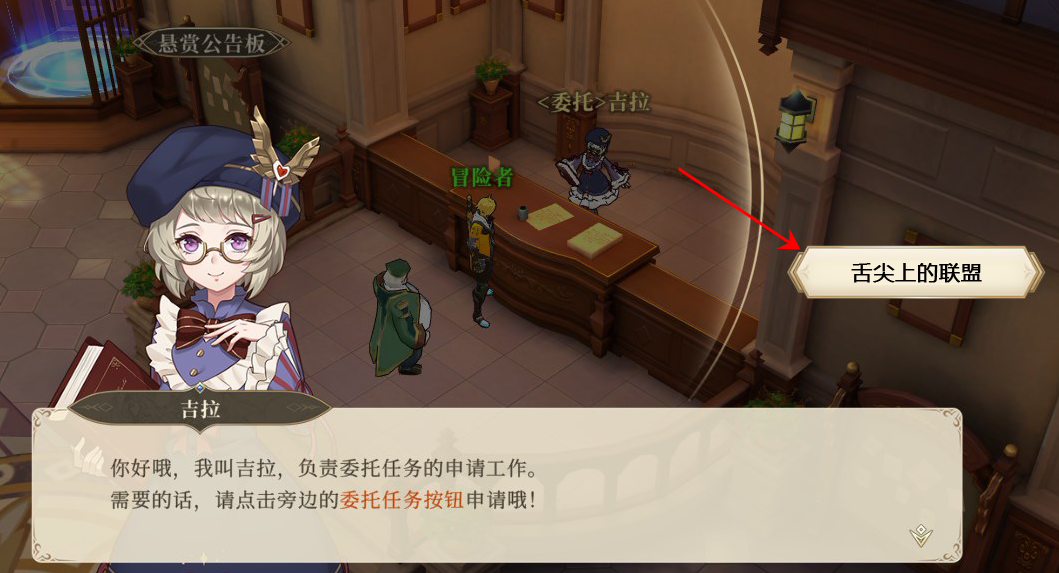 悬赏公告板
<委托>吉拉
冒险者
舌尖上的联盟
吉拉
你好哦，我叫吉拉，负责委托任务的申请工作。
需要的话，请点击旁边的委托任务按钮申请哦！